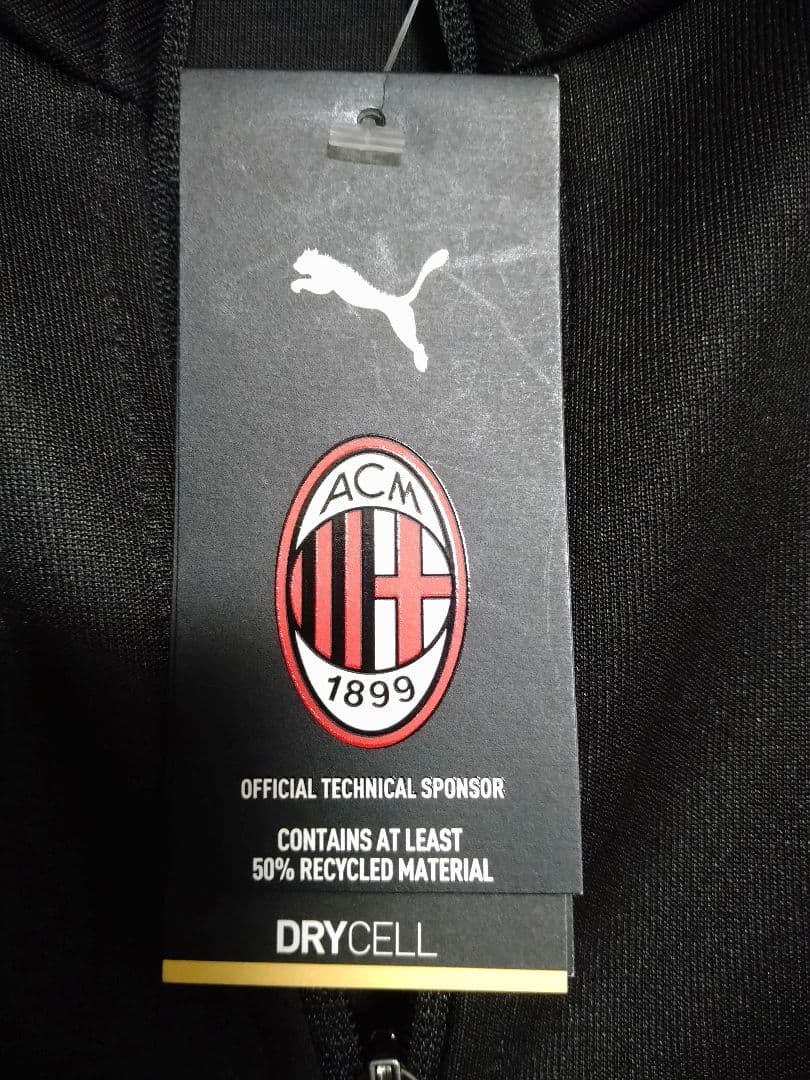 ACM
1899
OFFICIAL TECHNICAL SPONSOR
CONTAINS AT LEAST
50% RECYCLED MATERIAL
DRYCELL